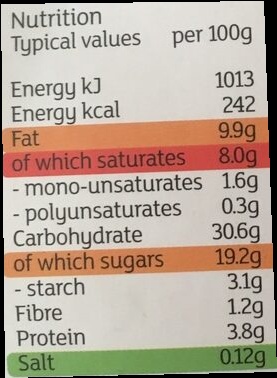 Nutrition
Typical values per 100g
Energy kJ 1013
Energy kcal 242
Fat 9.9g
of which saturates 8.0g
- mono-unsaturates 1.6g
- polyunsaturates 0.3g
Carbohydrate 30.6g
of which sugars 19.2g
- starch 3.1g
Fibre 1.2g
Protein 3.8g
Salt 0.12g